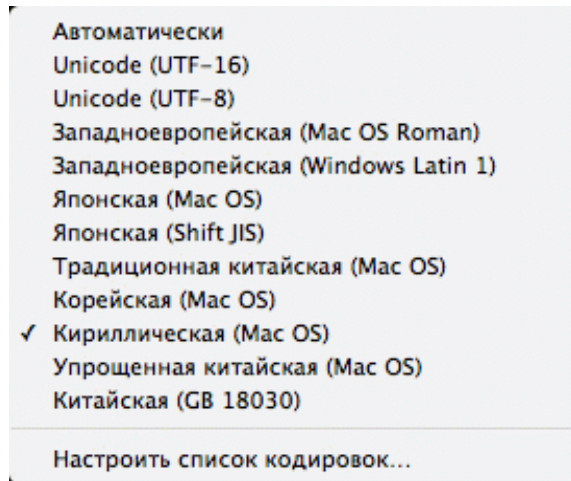 Автоматически
Unicode (UTF-16)
Unicode (UTF-8)
Западноевропейская (Mac OS Roman)
Западноевропейская (Windows Latin 1)
Японская (Mac OS)
Японская (Shift JIS)
Традиционная китайская (Mac OS)
Корейская (Mac OS)
✓ Кириллическая (Mac OS)
Упрощенная китайская (Mac OS)
Китайская (GB 18030)
Настроить список кодировок...